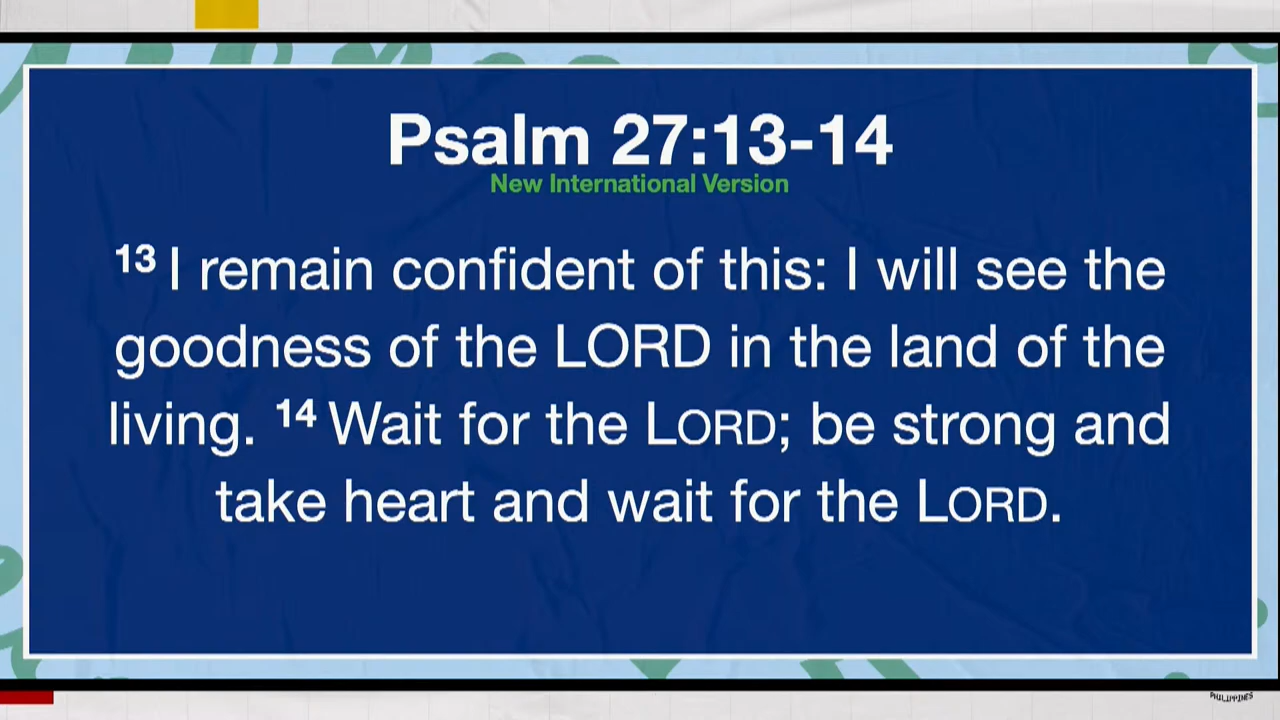 Psalm 27:13-14
New International Version
13 I remain confident of this: I will see the
goodness of the LORD in the land of the
living. 14 Wait for the LORD; be strong and
take heart and wait for the LORD.
PHILIPPINES